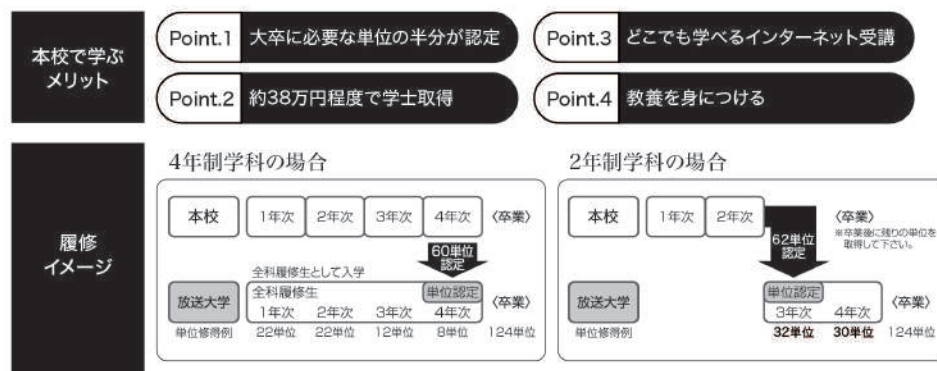 本校で学ぶ
メリット
Point.1 大卒に必要な単位の半分が認定
Point.2 約38万円程度で学士取得
Point.3 どこでも学べるインターネット受講
Point.4 教養を身につける
履修
イメージ
4年制学科の場合
本校 1年次 2年次 3年次 4年次 〈卒業〉
60単位
認定
全科履修生として入学
放送大学 全科履修生 単位認定
1年次 2年次 3年次 4年次 〈卒業〉
単位修得例 22単位 22単位 12単位 8単位 124単位
2年制学科の場合
本校 1年次 2年次 〈卒業〉
※卒業後に残りの単位を
取得して下さい。
62単位
認定
放送大学 単位認定
3年次 4年次 〈卒業〉
単位修得例 32単位 30単位 124単位